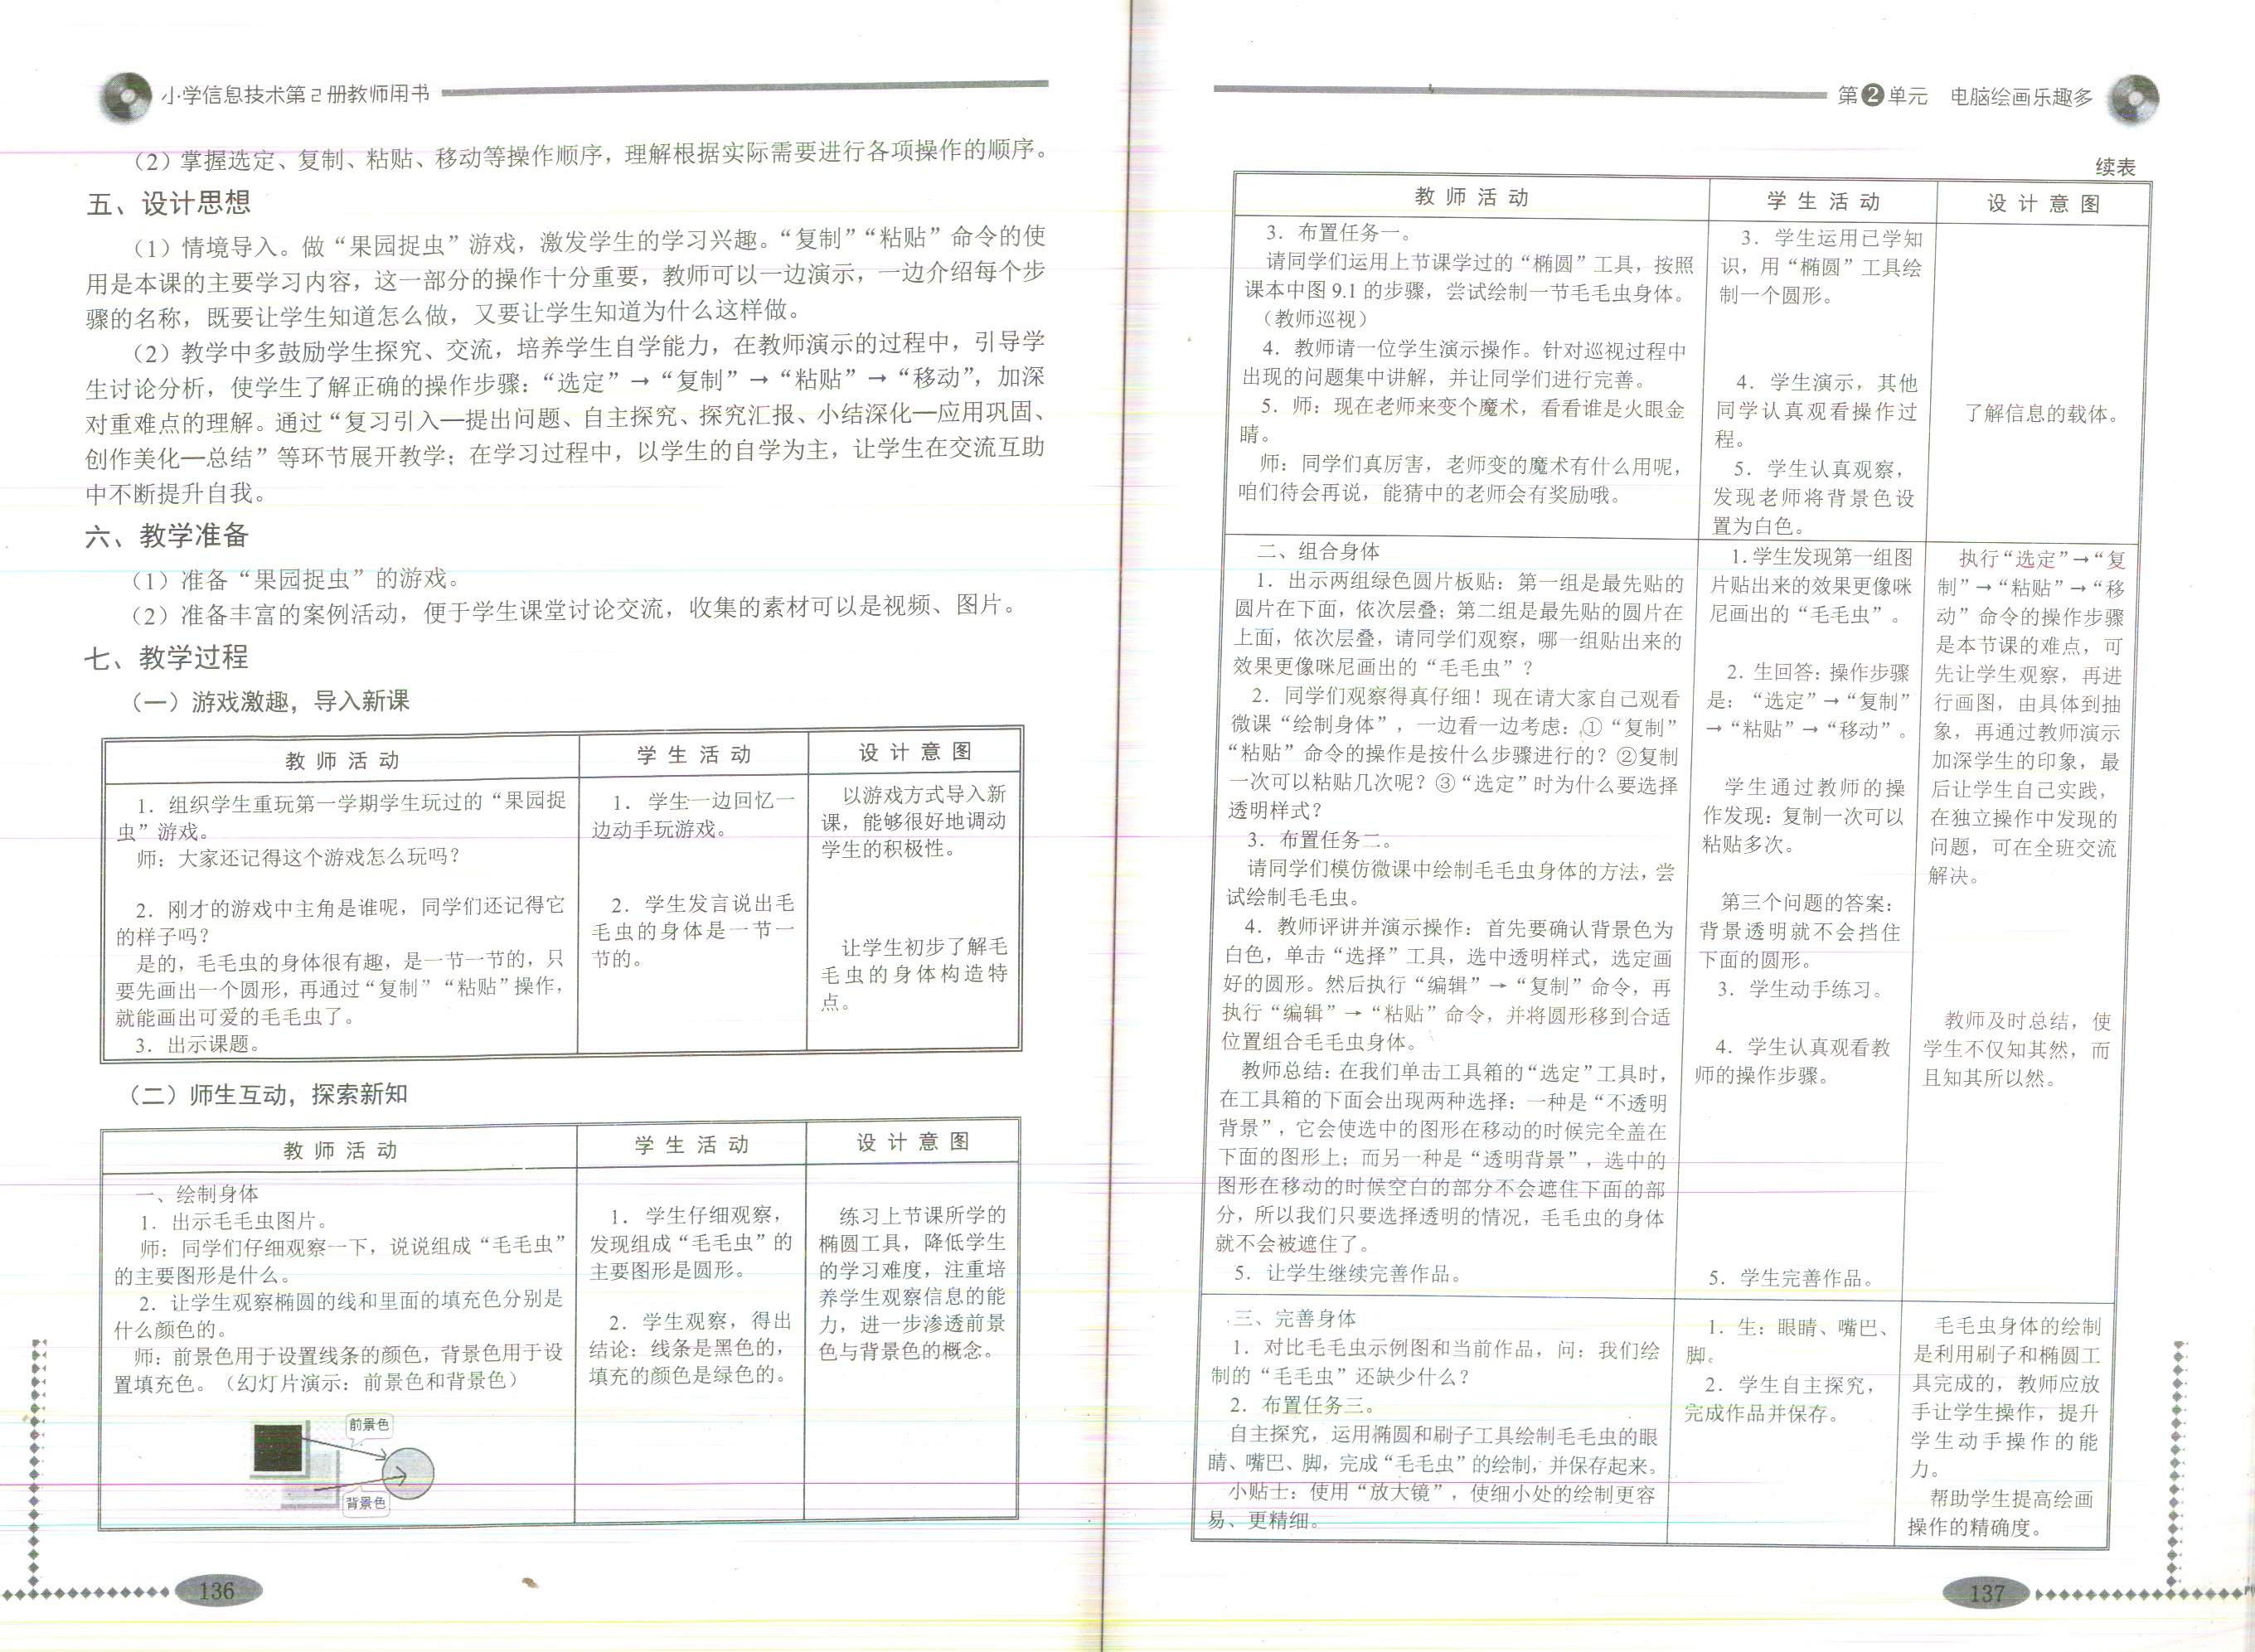 小学信息技术第2册教师用书
（2）掌握选定、复制、粘贴、移动等操作顺序，理解根据实际需要进行各项操作的顺序。
五、设计思想
（1）情境导入。做“果园捉虫”游戏，激发学生的学习兴趣。“复制”“粘贴”命令的使
用是本课的主要学习内容，这一部分的操作十分重要，教师可以一边演示，一边介绍每个步
骤的名称，既要让学生知道怎么做，又要让学生知道为什么这样做。
（2）教学中多鼓励学生探究、交流，培养学生自学能力，在教师演示的过程中，引导学
生讨论分析，使学生了解正确的操作步骤：“选定”→“复制”→“粘贴”→“移动”，加深
对重难点的理解。通过“复习引入—提出问题、自主探究、探究汇报、小结深化—应用巩固、
创作美化—总结”等环节展开教学；在学习过程中，以学生的自学为主，让学生在交流互助
中不断提升自我。
六、教学准备
（1）准备“果园捉虫”的游戏。
（2）准备丰富的案例活动，便于学生课堂讨论交流，收集的素材可以是视频、图片。
七、教学过程
（一）游戏激趣，导入新课
教师活动
学生活动
设计意图
1．组织学生重玩第一学期学生玩过的“果园捉
虫”游戏。
师：大家还记得这个游戏怎么玩吗？
2．刚才的游戏中主角是谁呢，同学们还记得它
的样子吗？
是的，毛毛虫的身体很有趣，是一节一节的，只
要先画出一个圆形，再通过“复制”“粘贴”操作，
就能画出可爱的毛毛虫了。
3．出示课题。
1．学生一边回忆一
边动手玩游戏。
2．学生发言说出毛
毛虫的身体是一节一
节的。
以游戏方式导入新
课，能够很好地调动
学生的积极性。
让学生初步了解毛
毛虫的身体构造特
点。
（二）师生互动，探索新知
教师活动
学生活动
设计意图
一、绘制身体
1．出示毛毛虫图片。
师：同学们仔细观察一下，说说组成“毛毛虫”
的主要图形是什么。
2．让学生观察椭圆的线和里面的填充色分别是
什么颜色的。
师：前景色用于设置线条的颜色，背景色用于设
置填充色。（幻灯片演示：前景色和背景色）
前景色
背景色
1．学生仔细观察，
发现组成“毛毛虫”的
主要图形是圆形。
2．学生观察，得出
结论：线条是黑色的，
填充的颜色是绿色的。
练习上节课所学的
椭圆工具，降低学生
的学习难度，注重培
养学生观察信息的能
力，进一步渗透前景
色与背景色的概念。
136
第2单元 电脑绘画乐趣多
续表
教师活动
学生活动
设计意图
3．布置任务一。
请同学们运用上节课学过的“椭圆”工具，按照
课本中图 9.1 的步骤，尝试绘制一节毛毛虫身体。
（教师巡视）
4．教师请一位学生演示操作。针对巡视过程中
出现的问题集中讲解，并让同学们进行完善。
5．师：现在老师来变个魔术，看看谁是火眼金
睛。
师：同学们真厉害，老师变的魔术有什么用呢，
咱们待会再说，能猜中的老师会有奖励哦。
3．学生运用已学知
识，用“椭圆”工具绘
制一个圆形。
4．学生演示，其他
同学认真观看操作过
程。
5．学生认真观察，
发现老师将背景色设
置为白色。
了解信息的载体。
二、组合身体
1．出示两组绿色圆片板贴：第一组是最先贴的
圆片在下面，依次层叠；第二组是最先贴的圆片在
上面，依次层叠，请同学们观察，哪一组贴出来的
效果更像咪尼画出的“毛毛虫”？
2．同学们观察得真仔细！现在请大家自己观看
微课“绘制身体”，一边看一边考虑：①“复制”
“粘贴”命令的操作是按什么步骤进行的？②复制
一次可以粘贴几次呢？③“选定”时为什么要选择
透明样式？
3．布置任务二。
请同学们模仿微课中绘制毛毛虫身体的方法，尝
试绘制毛毛虫。
4．教师评讲并演示操作：首先要确认背景色为
白色，单击“选择”工具，选中透明样式，选定画
好的圆形。然后执行“编辑”→“复制”命令，再
执行“编辑”→“粘贴”命令，并将圆形移到合适
位置组合毛毛虫身体。
教师总结：在我们单击工具箱的“选定”工具时，
在工具箱的下面会出现两种选择：一种是“不透明
背景”，它会使选中的图形在移动的时候完全盖在
下面的图形上；而另一种是“透明背景”，选中的
图形在移动的时候空白的部分不会遮住下面的部
分，所以我们只要选择透明的情况，毛毛虫的身体
就不会被遮住了。
5．让学生继续完善作品。
1.学生发现第一组图
片贴出来的效果更像咪
尼画出的“毛毛虫”。
2．生回答：操作步骤
是：“选定”→“复制”
→“粘贴”→“移动”。
学生通过教师的操
作发现：复制一次可以
粘贴多次。
第三个问题的答案：
背景透明就不会挡住
下面的圆形。
3．学生动手练习。
4．学生认真观看教
师的操作步骤。
5．学生完善作品。
执行“选定”→“复
制”→“粘贴”→“移
动”命令的操作步骤
是本节课的难点，可
先让学生观察，再进
行画图，由具体到抽
象，再通过教师演示
加深学生的印象，最
后让学生自己实践，
在独立操作中发现的
问题，可在全班交流
解决。
教师及时总结，使
学生不仅知其然，而
且知其所以然。
三、完善身体
1．对比毛毛虫示例图和当前作品，问：我们绘
制的“毛毛虫”还缺少什么？
2．布置任务三。
自主探究，运用椭圆和刷子工具绘制毛毛虫的眼
睛、嘴巴、脚，完成“毛毛虫”的绘制，并保存起来。
小贴士：使用“放大镜”，使细小处的绘制更容
易、更精细。
1．生：眼睛、嘴巴、
脚。
2．学生自主探究，
完成作品并保存。
毛毛虫身体的绘制
是利用刷子和椭圆工
具完成的，教师应放
手让学生操作，提升
学生动手操作的能
力。
帮助学生提高绘画
操作的精确度。
137